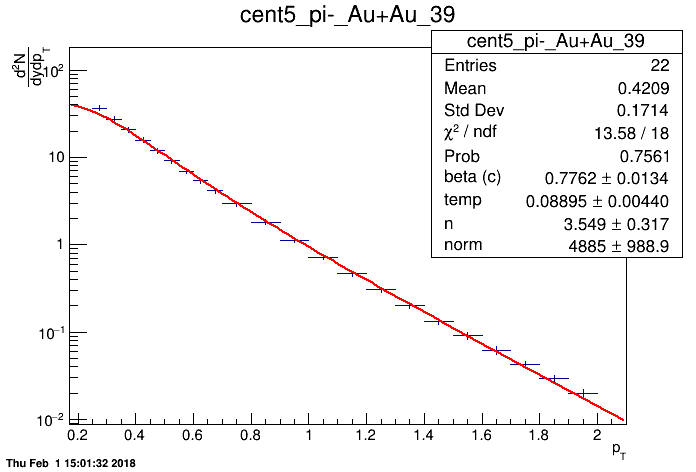 cent5_pi-_Au+Au_39
cent5_pi-_Au+Au_39
Entries 22
Mean 0.4209
Std Dev 0.1714
χ² / ndf 13.58 / 18
Prob 0.7561
beta (c) 0.7762 ± 0.0134
temp 0.08895 ± 0.00440
n 3.549 ± 0.317
norm 4885 ± 988.9
d²N
dydp_T
10²
10
1
10⁻¹
10⁻²
0.2 0.4 0.6 0.8 1 1.2 1.4 1.6 1.8 2
p_T
Thu Feb 1 15:01:32 2018